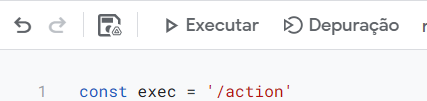 Executar Depuração
1 const exec = '/action'